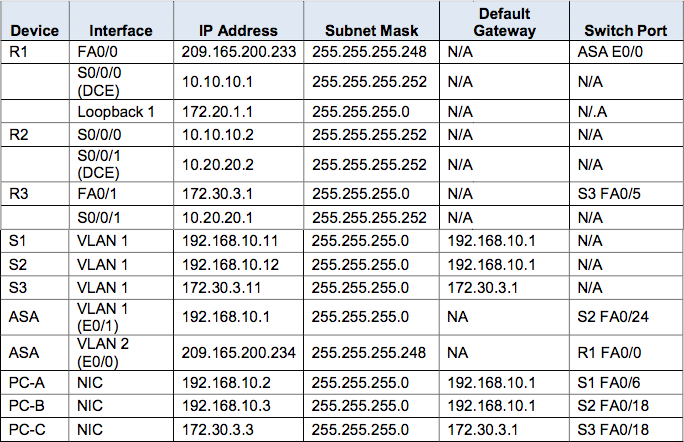 Device Interface IP Address Subnet Mask Default Gateway Switch Port
R1 FA0/0 209.165.200.233 255.255.255.248 N/A ASA E0/0
S0/0/0 (DCE) 10.10.10.1 255.255.255.252 N/A N/A
Loopback 1 172.20.1.1 255.255.255.0 N/A N/.A
R2 S0/0/0 10.10.10.2 255.255.255.252 N/A N/A
S0/0/1 (DCE) 10.20.20.2 255.255.255.252 N/A N/A
R3 FA0/1 172.30.3.1 255.255.255.0 N/A S3 FA0/5
S0/0/1 10.20.20.1 255.255.255.252 N/A N/A
S1 VLAN 1 192.168.10.11 255.255.255.0 192.168.10.1 N/A
S2 VLAN 1 192.168.10.12 255.255.255.0 192.168.10.1 N/A
S3 VLAN 1 172.30.3.11 255.255.255.0 172.30.3.1 N/A
ASA VLAN 1 (E0/1) 192.168.10.1 255.255.255.0 NA S2 FA0/24
ASA VLAN 2 (E0/0) 209.165.200.234 255.255.255.248 NA R1 FA0/0
PC-A NIC 192.168.10.2 255.255.255.0 192.168.10.1 S1 FA0/6
PC-B NIC 192.168.10.3 255.255.255.0 192.168.10.1 S2 FA0/18
PC-C NIC 172.30.3.3 255.255.255.0 172.30.3.1 S3 FA0/18